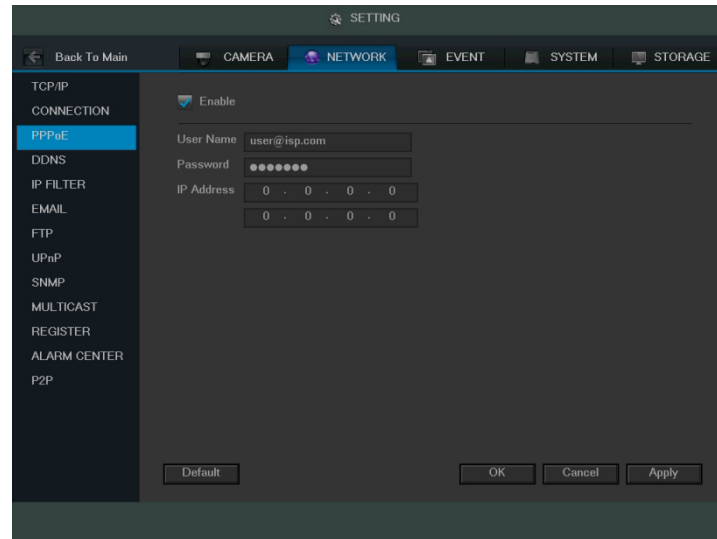 SETTING
Back To Main
CAMERA NETWORK EVENT SYSTEM STORAGE
TCP/IP
CONNECTION
PPPoE
DDNS
IP FILTER
EMAIL
FTP
UPnP
SNMP
MULTICAST
REGISTER
ALARM CENTER
P2P
Enable
User Name user@isp.com
Password ●●●●●●●
IP Address 0 . 0 . 0 . 0
0 . 0 . 0 . 0
Default OK Cancel Apply